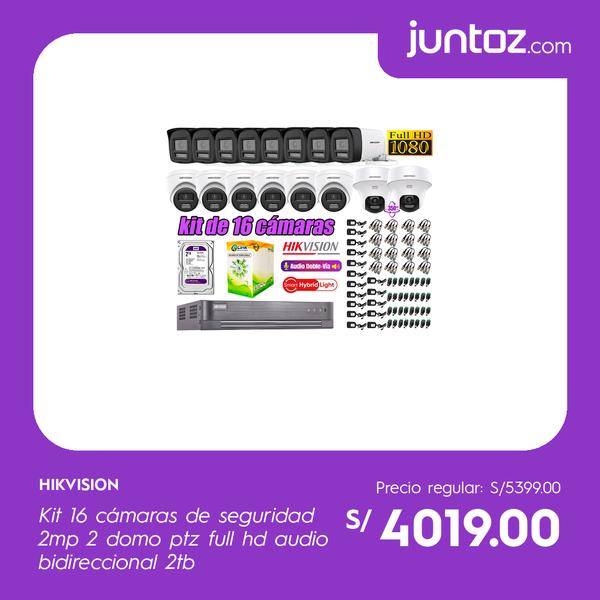 juntoz.com
Full HD
1080
kit de 16 cámaras
360°
HIKVISION
Audio Doble-Vía
Smart Hybrid Light
HIKVISION
Precio regular: S/5399.00
Kit 16 cámaras de seguridad
2mp 2 domo ptz full hd audio
bidireccional 2tb
S/ 4019.00